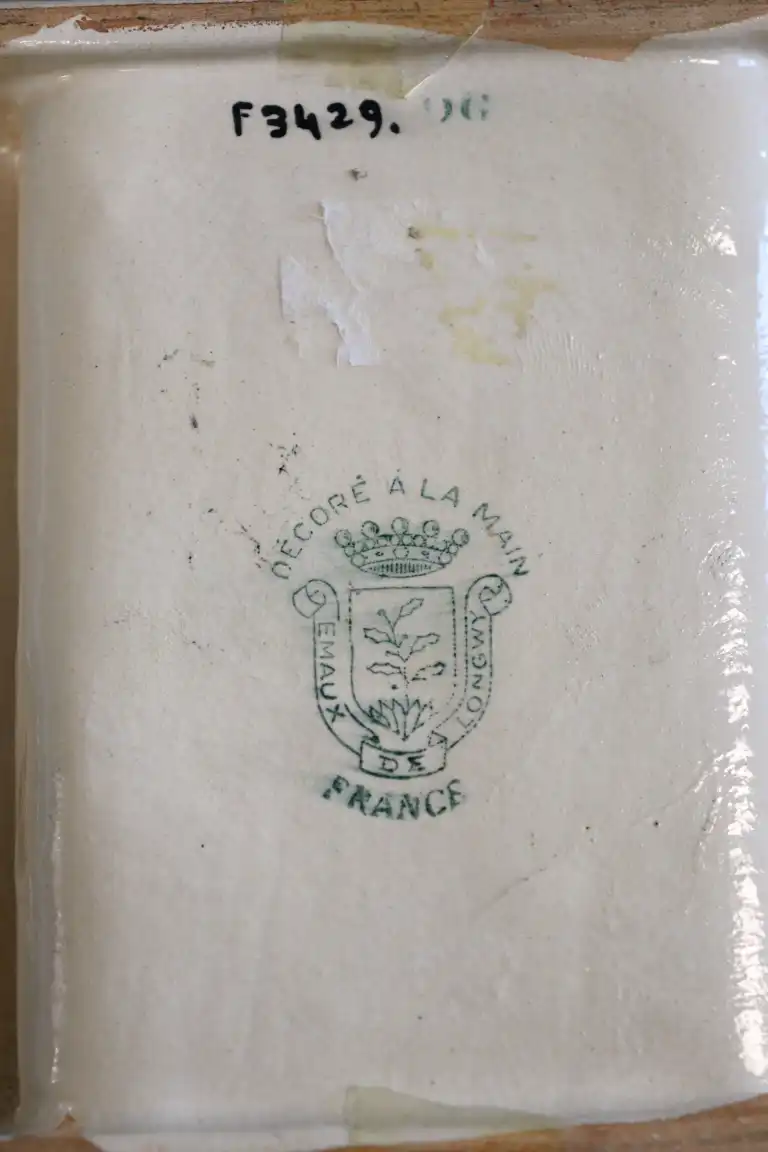 F3429.
DÉCORÉ À LA MAIN
EMAUX
DE
LONGWY
FRANCE